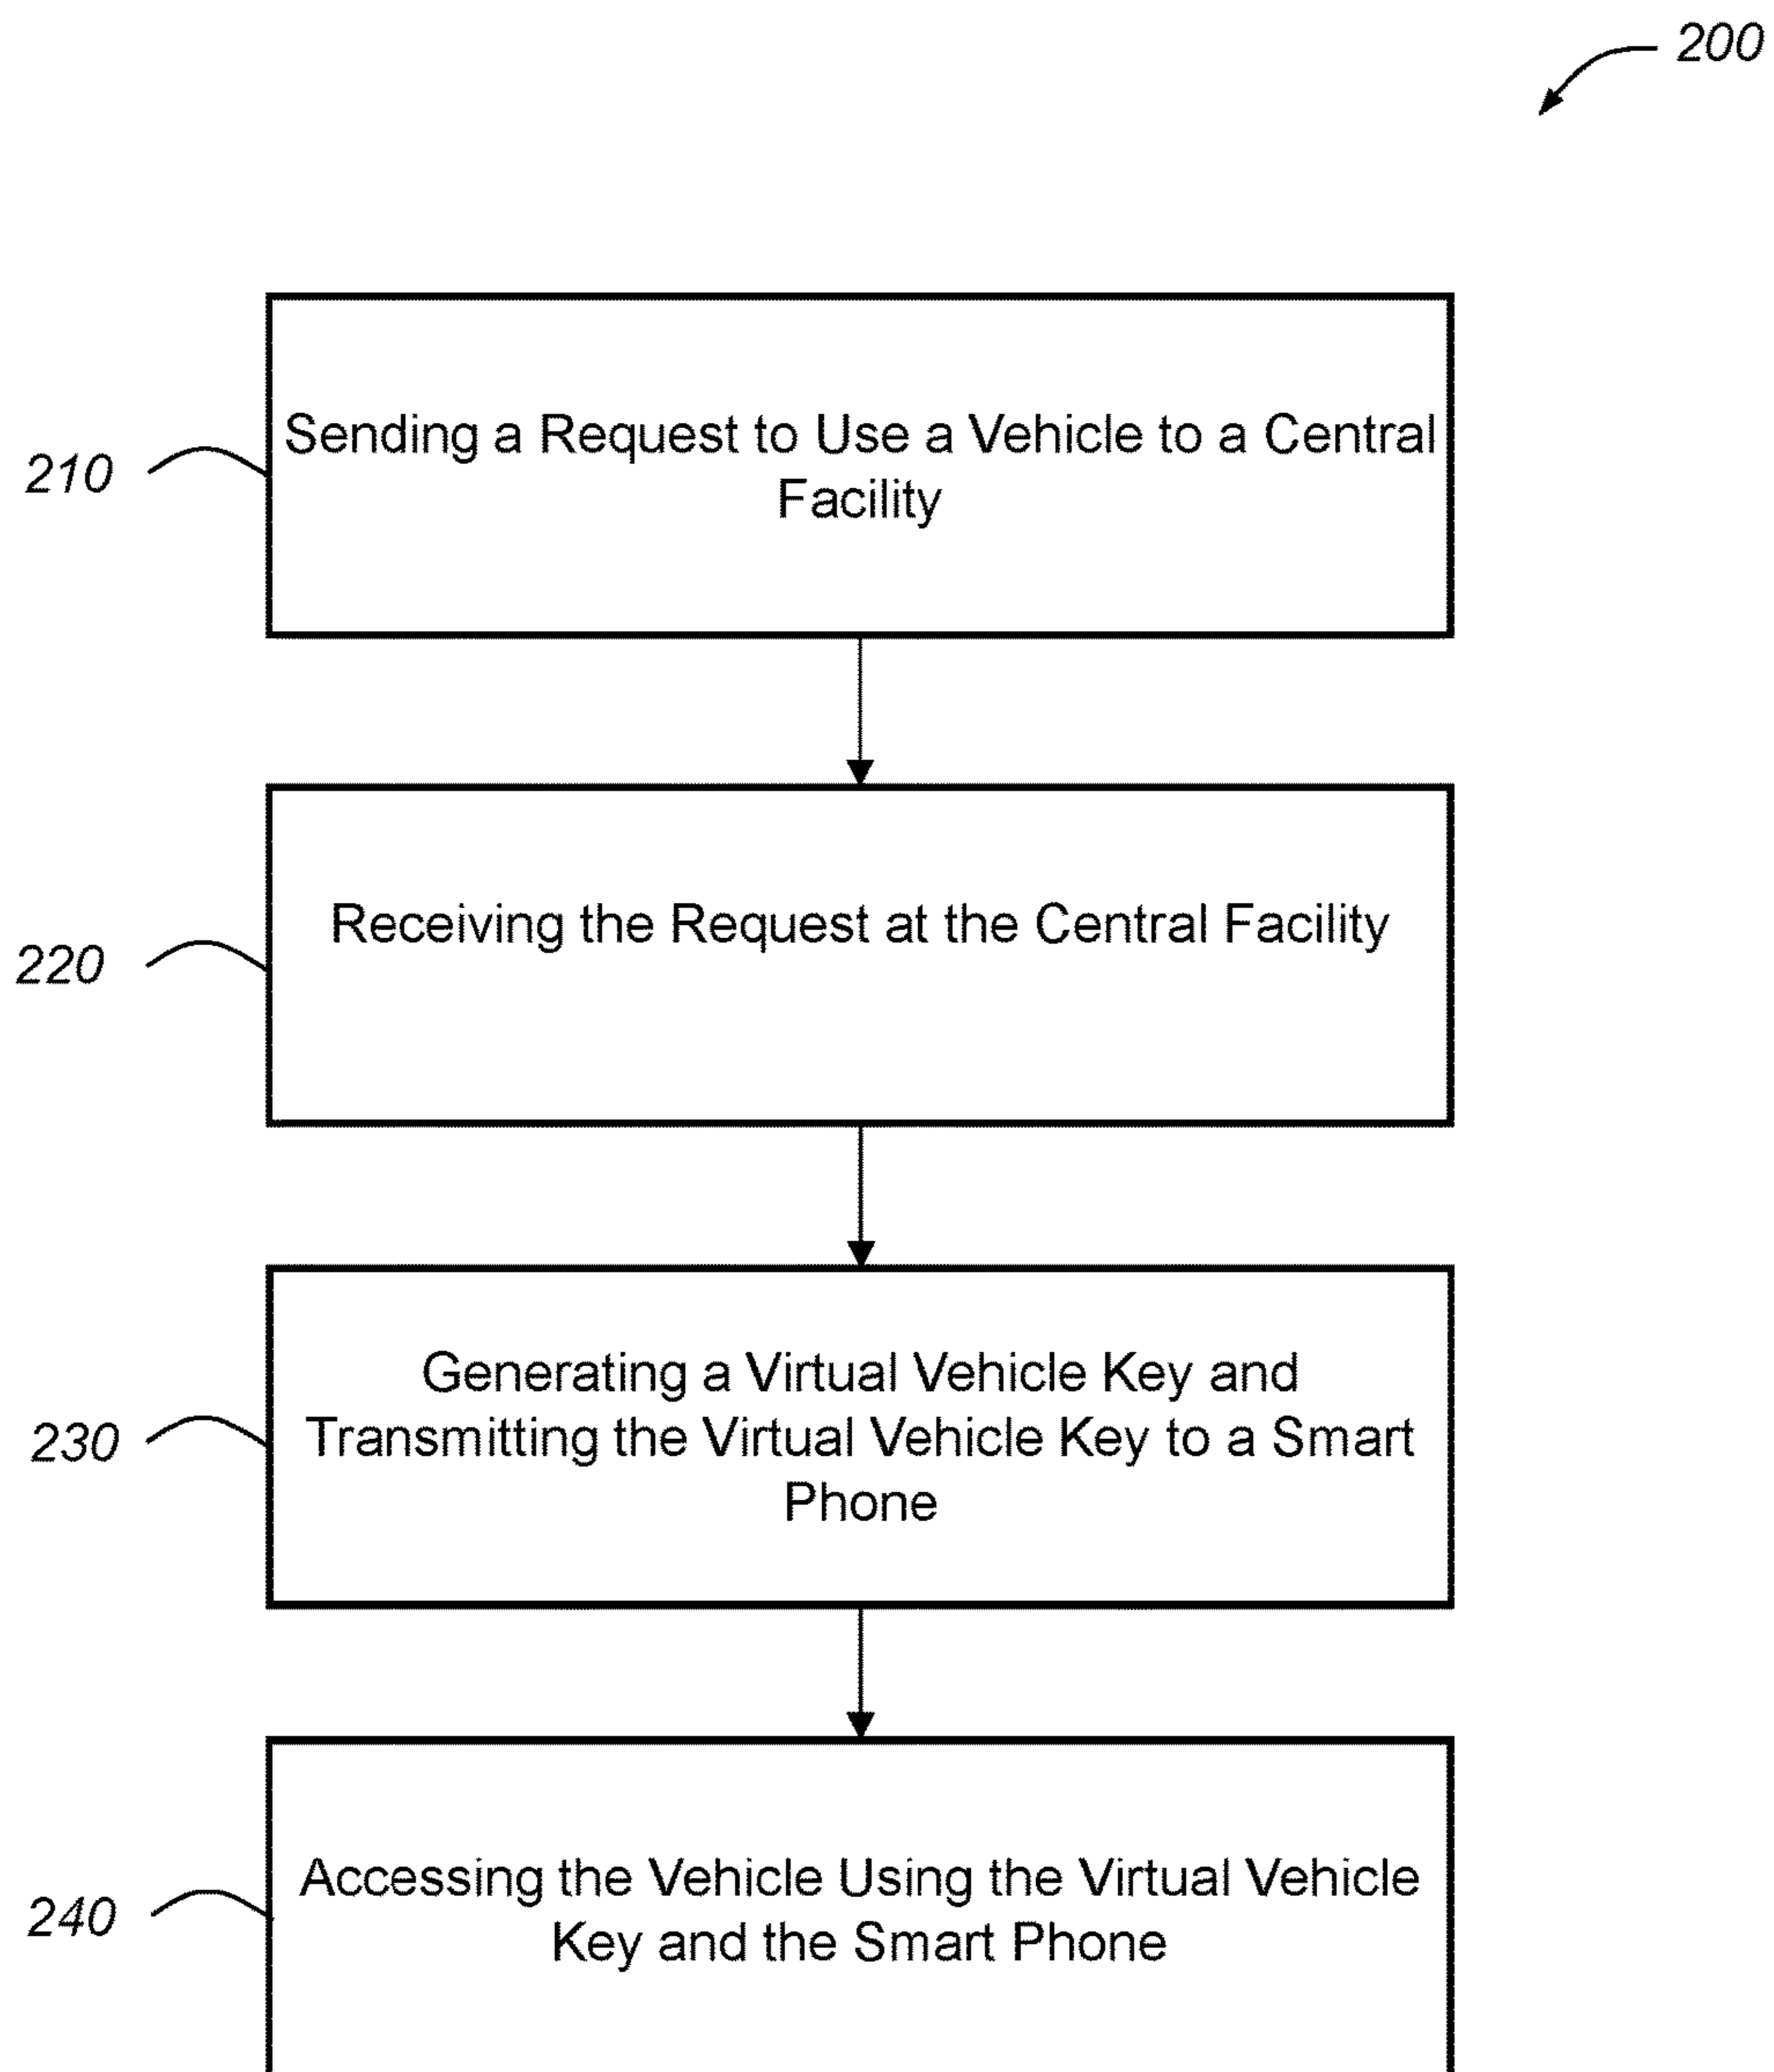 200
210
Sending a Request to Use a Vehicle to a Central
Facility
220
Receiving the Request at the Central Facility
230
Generating a Virtual Vehicle Key and
Transmitting the Virtual Vehicle Key to a Smart
Phone
240
Accessing the Vehicle Using the Virtual Vehicle
Key and the Smart Phone